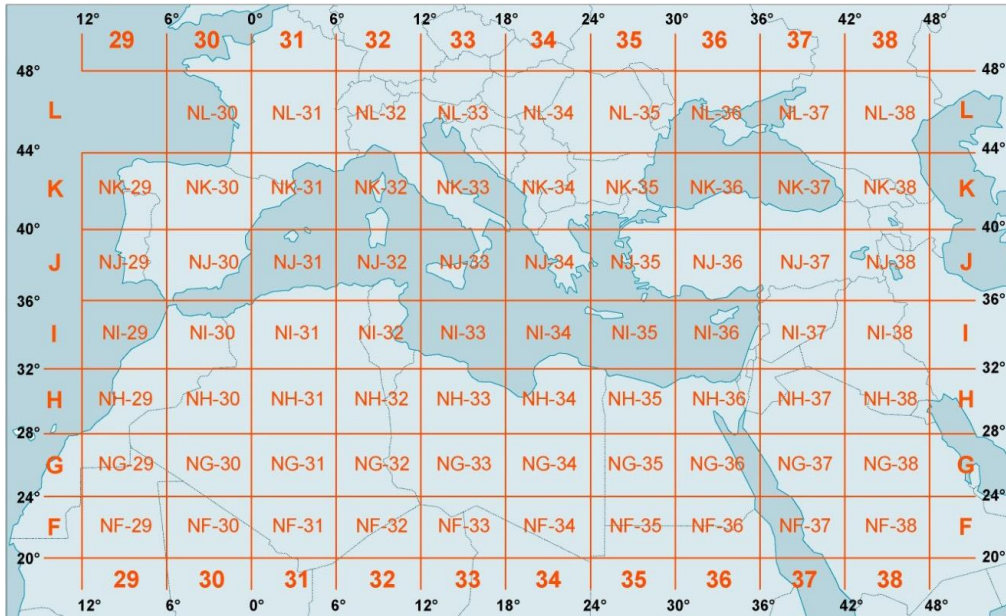 12° 6° 0° 6° 12° 18° 24° 30° 36° 42° 48°
29 30 31 32 33 34 35 36 37 38
48° 48°
L NL-30 NL-31 NL-32 NL-33 NL-34 NL-35 NL-36 NL-37 NL-38 L
44° 44°
K NK-29 NK-30 NK-31 NK-32 NK-33 NK-34 NK-35 NK-36 NK-37 NK-38 K
40° 40°
J NJ-29 NJ-30 NJ-31 NJ-32 NJ-33 NJ-34 NJ-35 NJ-36 NJ-37 NJ-38 J
36° 36°
I NI-29 NI-30 NI-31 NI-32 NI-33 NI-34 NI-35 NI-36 NI-37 NI-38 I
32° 32°
H NH-29 NH-30 NH-31 NH-32 NH-33 NH-34 NH-35 NH-36 NH-37 NH-38 H
28° 28°
G NG-29 NG-30 NG-31 NG-32 NG-33 NG-34 NG-35 NG-36 NG-37 NG-38 G
24° 24°
F NF-29 NF-30 NF-31 NF-32 NF-33 NF-34 NF-35 NF-36 NF-37 NF-38 F
20° 20°
29 30 31 32 33 34 35 36 37 38
12° 6° 0° 6° 12° 18° 24° 30° 36° 42° 48°